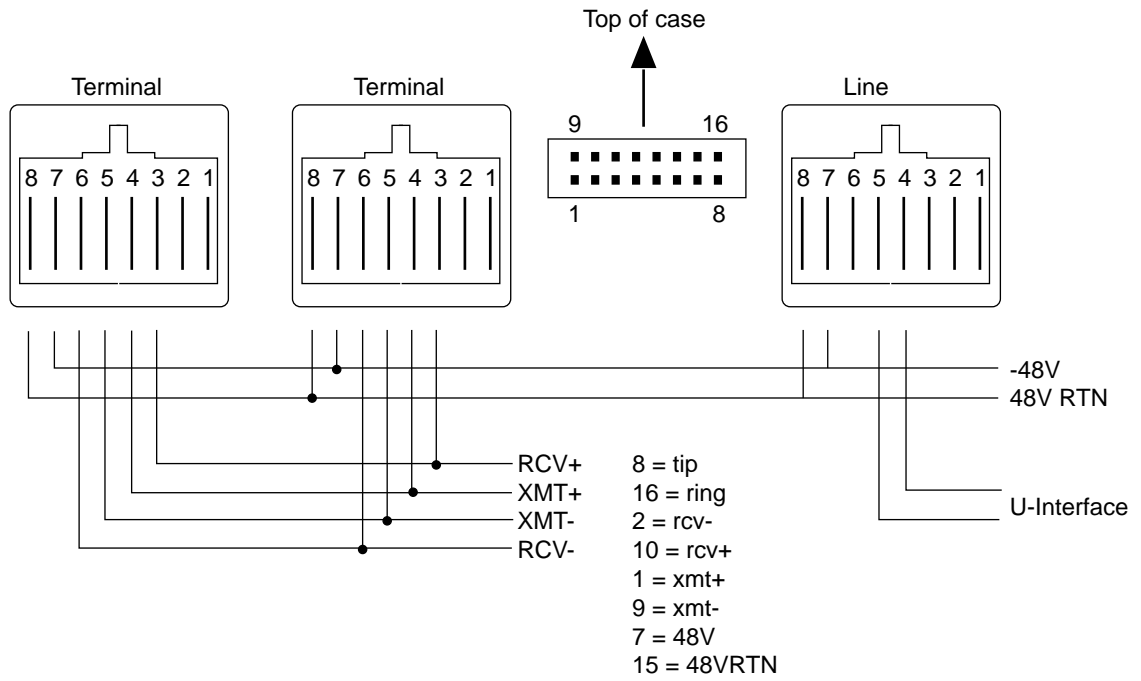 Top of case
Terminal
Terminal
Line
9 16
8 7 6 5 4 3 2 1
8 7 6 5 4 3 2 1
8 7 6 5 4 3 2 1
1 8
-48V
48V RTN
RCV+
XMT+
XMT-
RCV-
8 = tip
16 = ring
2 = rcv-
10 = rcv+
1 = xmt+
9 = xmt-
7 = 48V
15 = 48VRTN
U-Interface